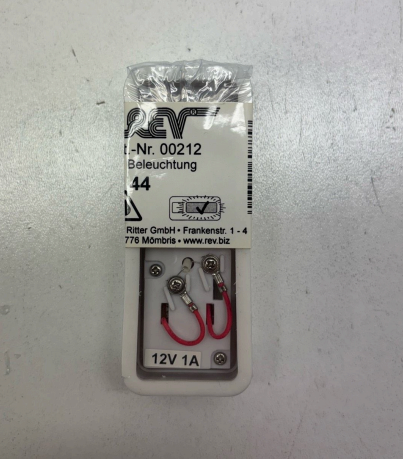 REV
t.-Nr. 00212
Beleuchtung
44
Ritter GmbH • Frankenstr. 1 - 4
776 Mömbris • www.rev.biz
12V 1A